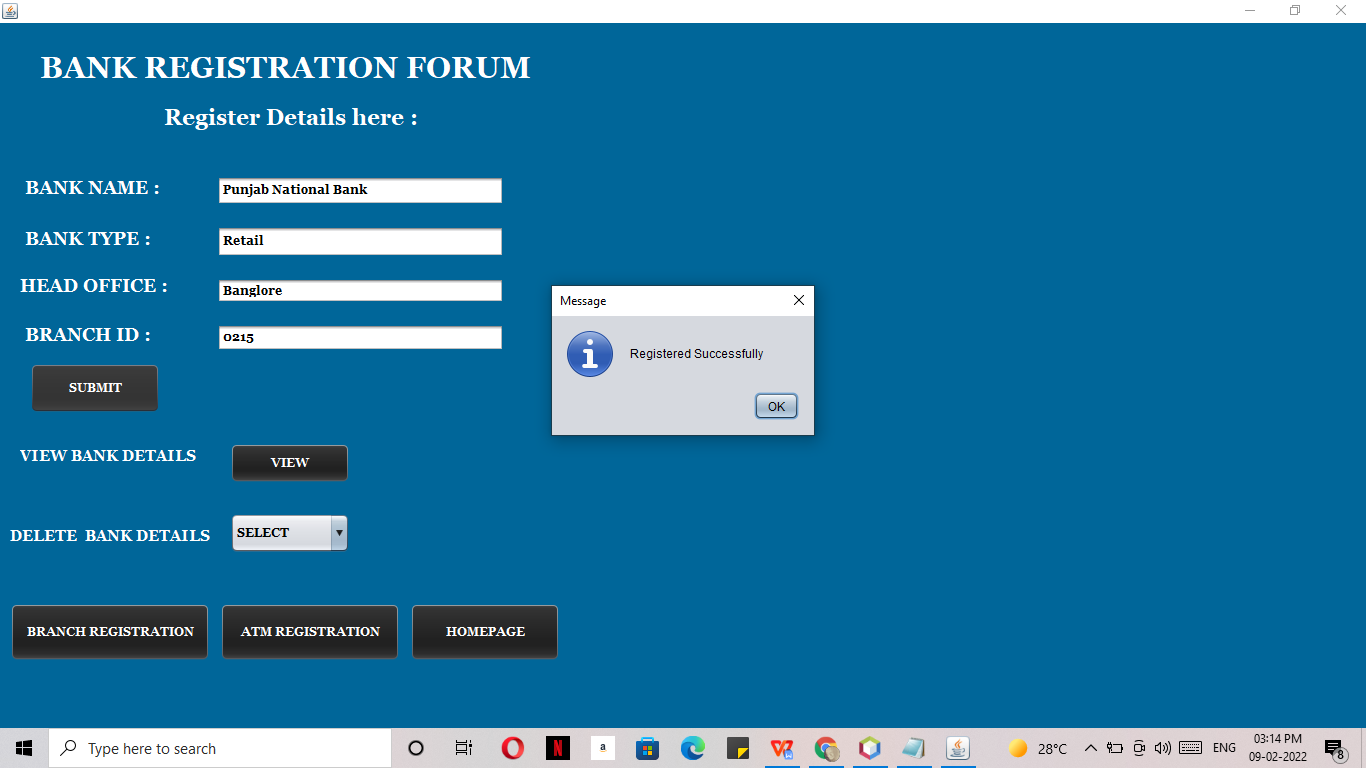 BANK REGISTRATION FORUM
Register Details here :
BANK NAME : Punjab National Bank
BANK TYPE : Retail
HEAD OFFICE : Banglore
BRANCH ID : 0215
SUBMIT
Message
Registered Successfully
OK
VIEW BANK DETAILS VIEW
DELETE BANK DETAILS SELECT
BRANCH REGISTRATION ATM REGISTRATION HOMEPAGE
Type here to search
28°C
ENG
03:14 PM
09-02-2022
8